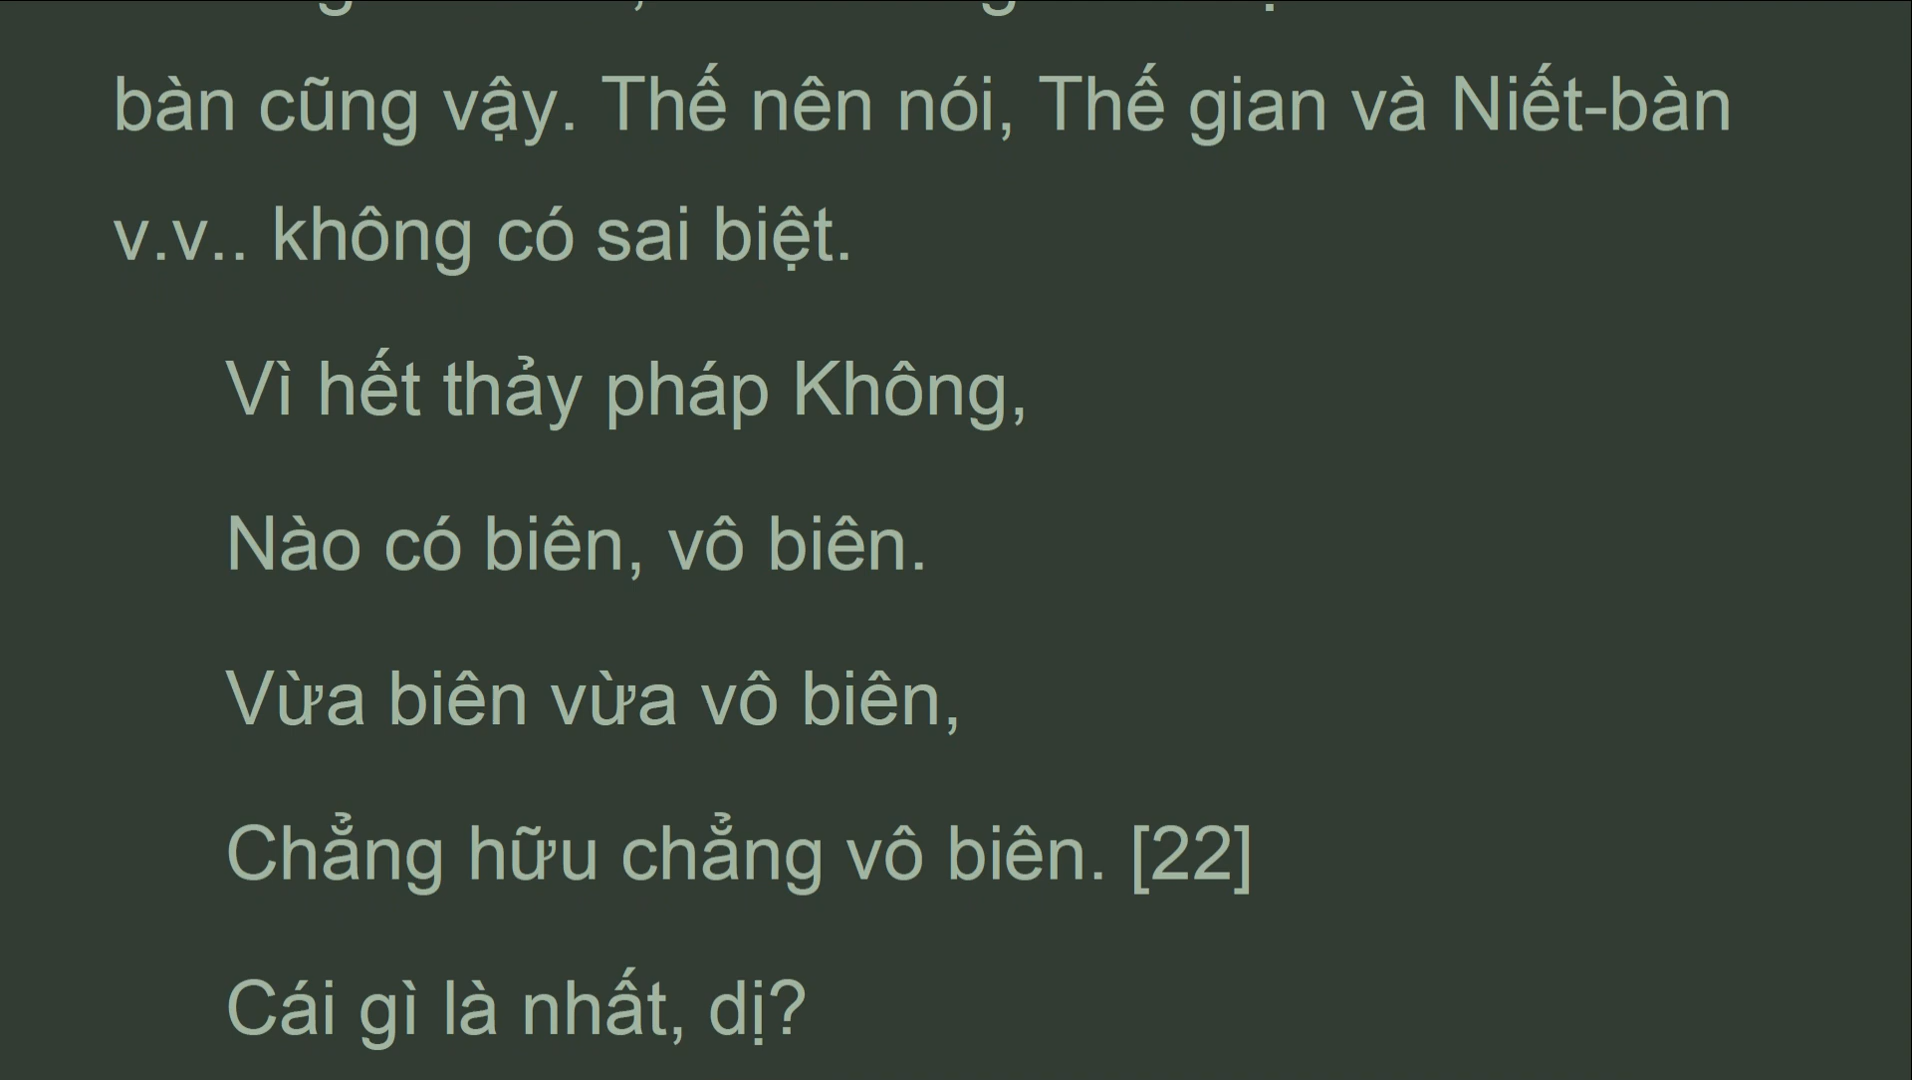 bàn cũng vậy. Thế nên nói, Thế gian và Niết-bàn
v.v.. không có sai biệt.
Vì hết thảy pháp Không,
Nào có biên, vô biên.
Vừa biên vừa vô biên,
Chẳng hữu chẳng vô biên. [22]
Cái gì là nhất, dị?